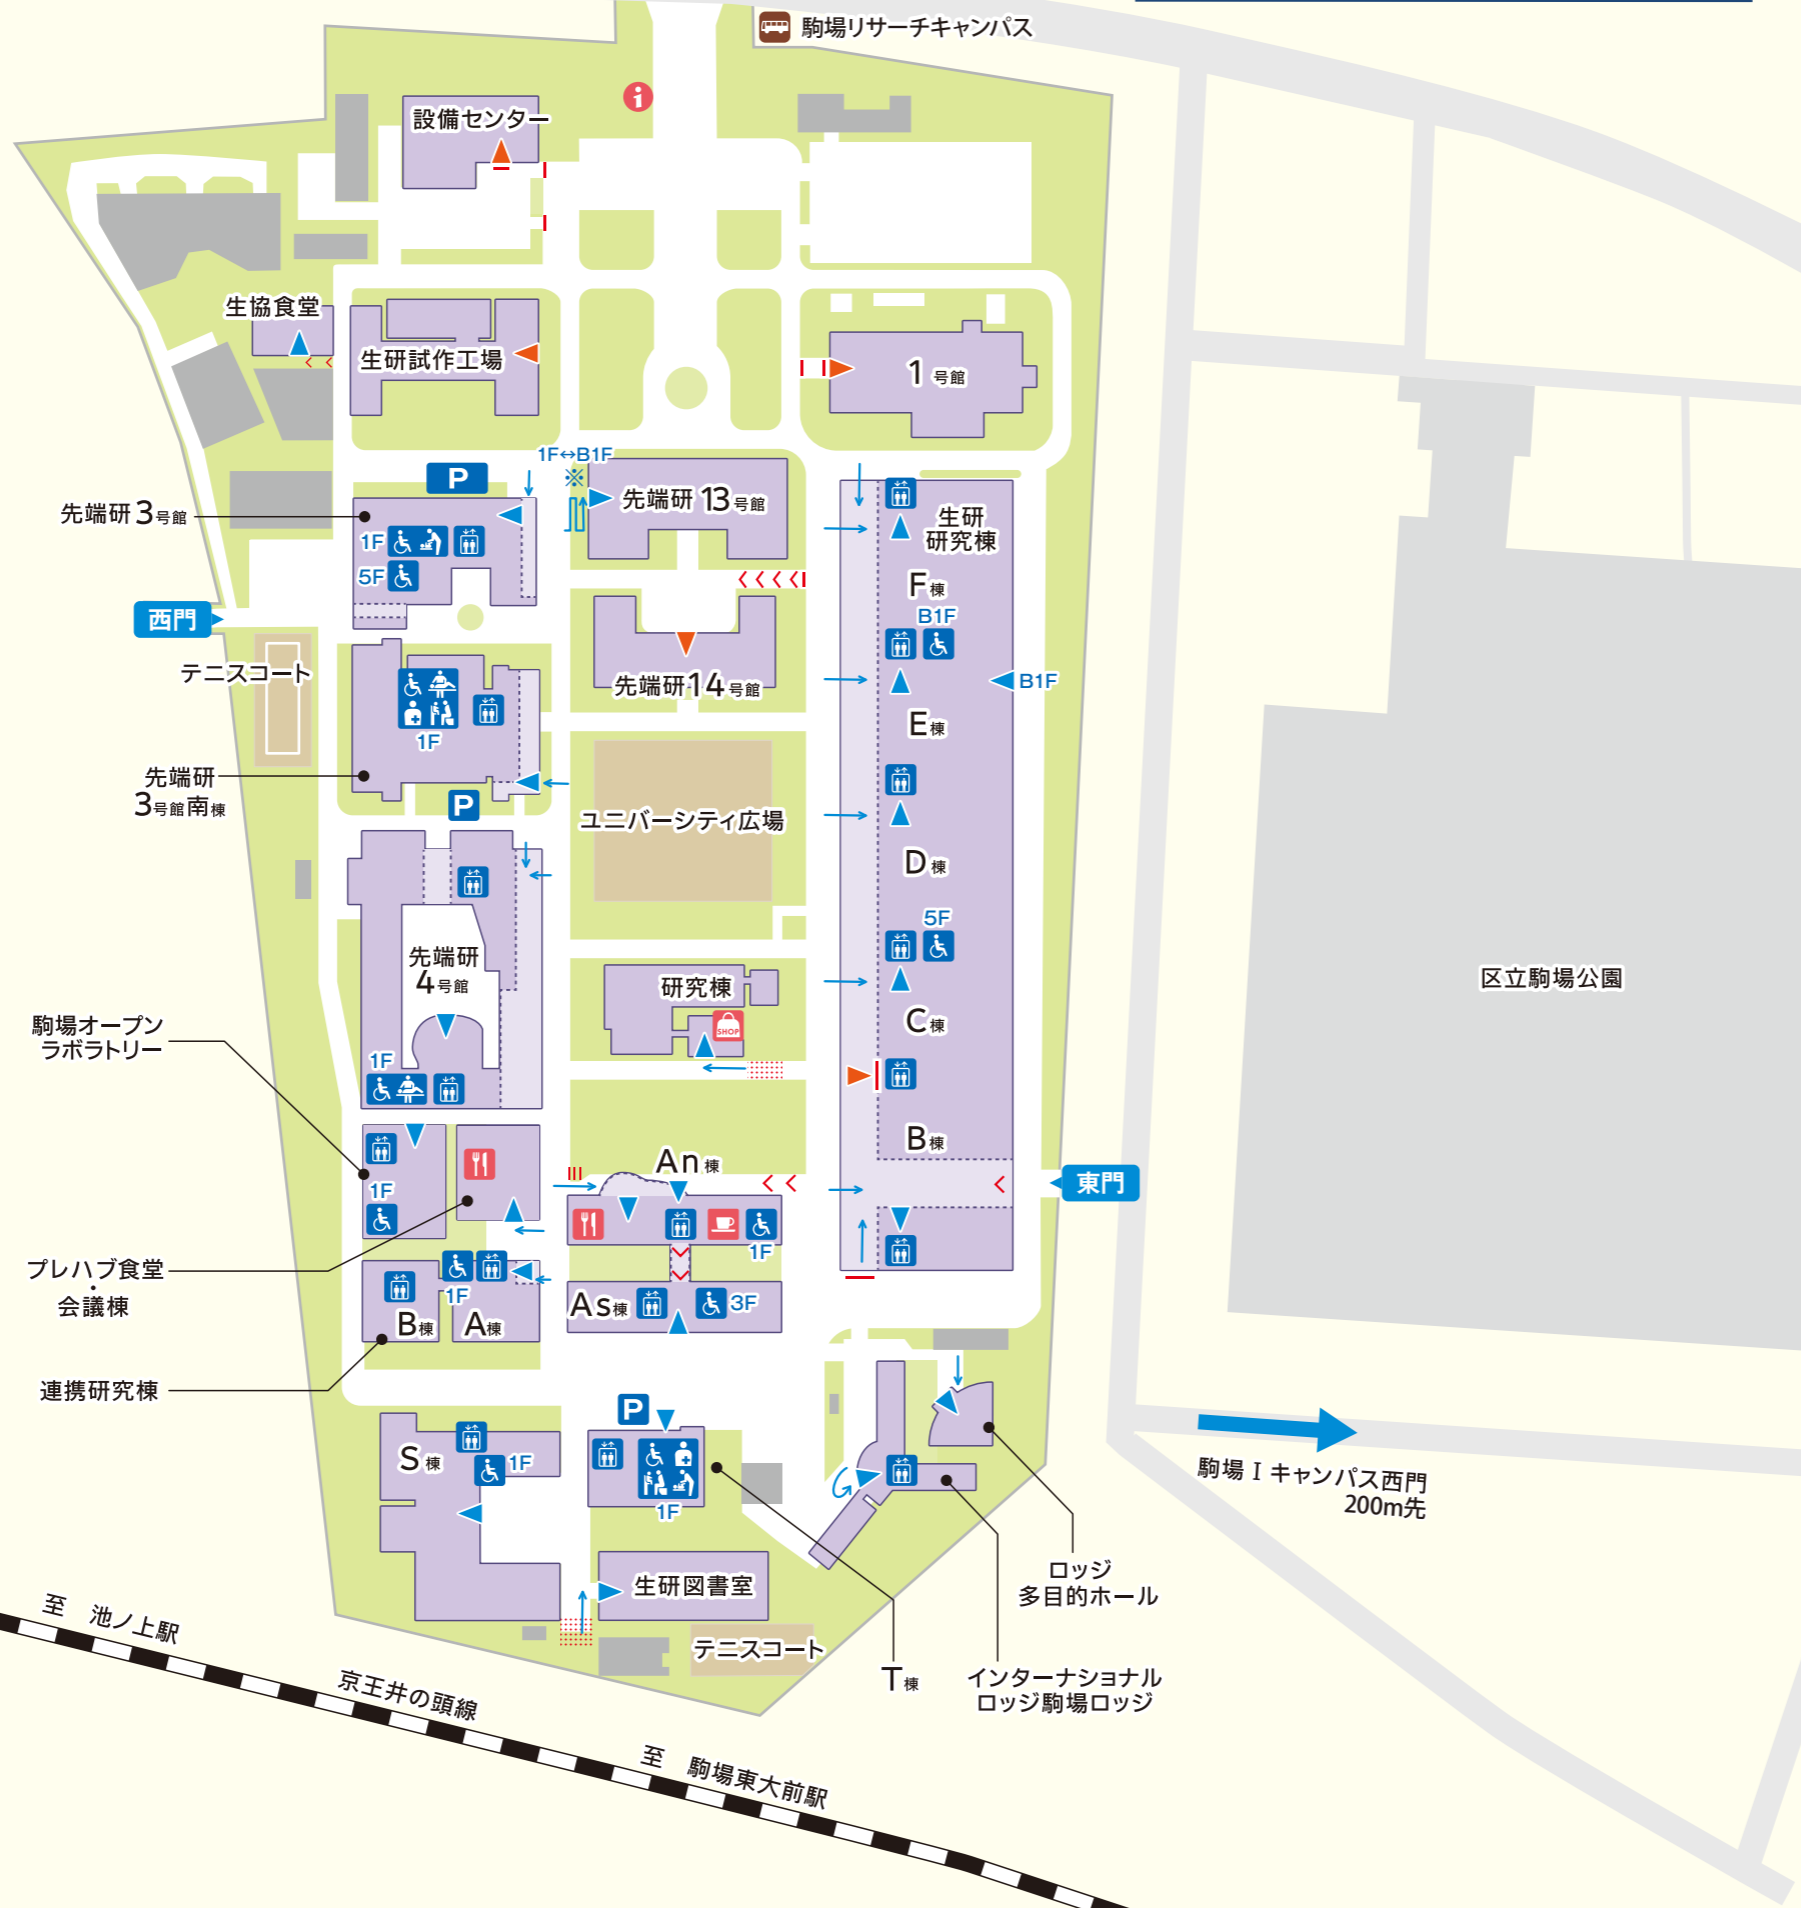 駒場リサーチキャンパス
設備センター
生協食堂
生研試作工場
1 号館
1F↔B1F
※
P
先端研3号館
先端研 13 号館
1F
5F
生研
研究棟
F棟
B1F
西門
テニスコート
先端研14号館
1F
E棟
B1F
先端研
3号館南棟
P
ユニバーシティ広場
D棟
5F
先端研
4号館
研究棟
SHOP
C棟
区立駒場公園
駒場オープン
ラボラトリー
1F
B棟
An棟
東門
1F
1F
プレハブ食堂
・
会議棟
1F
B棟
A棟
As棟
3F
連携研究棟
P
S棟
1F
1F
駒場 I キャンパス西門
200m先
ロッジ
多目的ホール
生研図書室
テニスコート
T棟
インターナショナル
ロッジ駒場ロッジ
至 池ノ上駅
京王井の頭線
至 駒場東大前駅